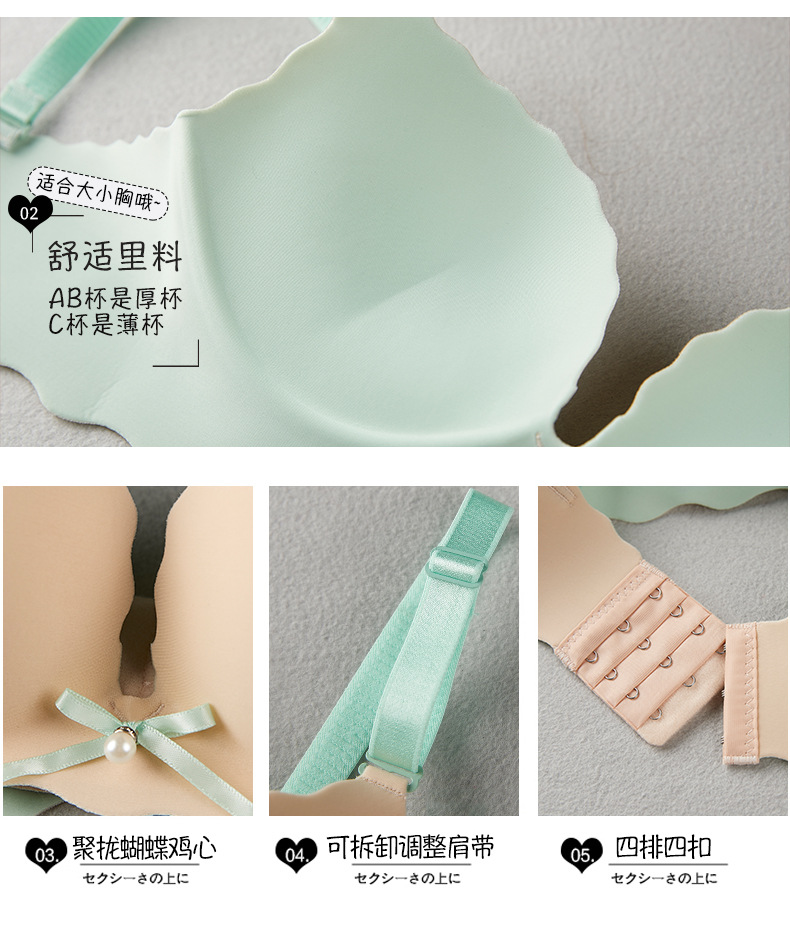 适合大小胸哦~
02
舒适里料
AB杯是厚杯
C杯是薄杯
03. 聚拢蝴蝶鸡心
セクシーさの上に
04. 可拆卸调整肩带
セクシーさの上に
05. 四排四扣
セクシーさの上に